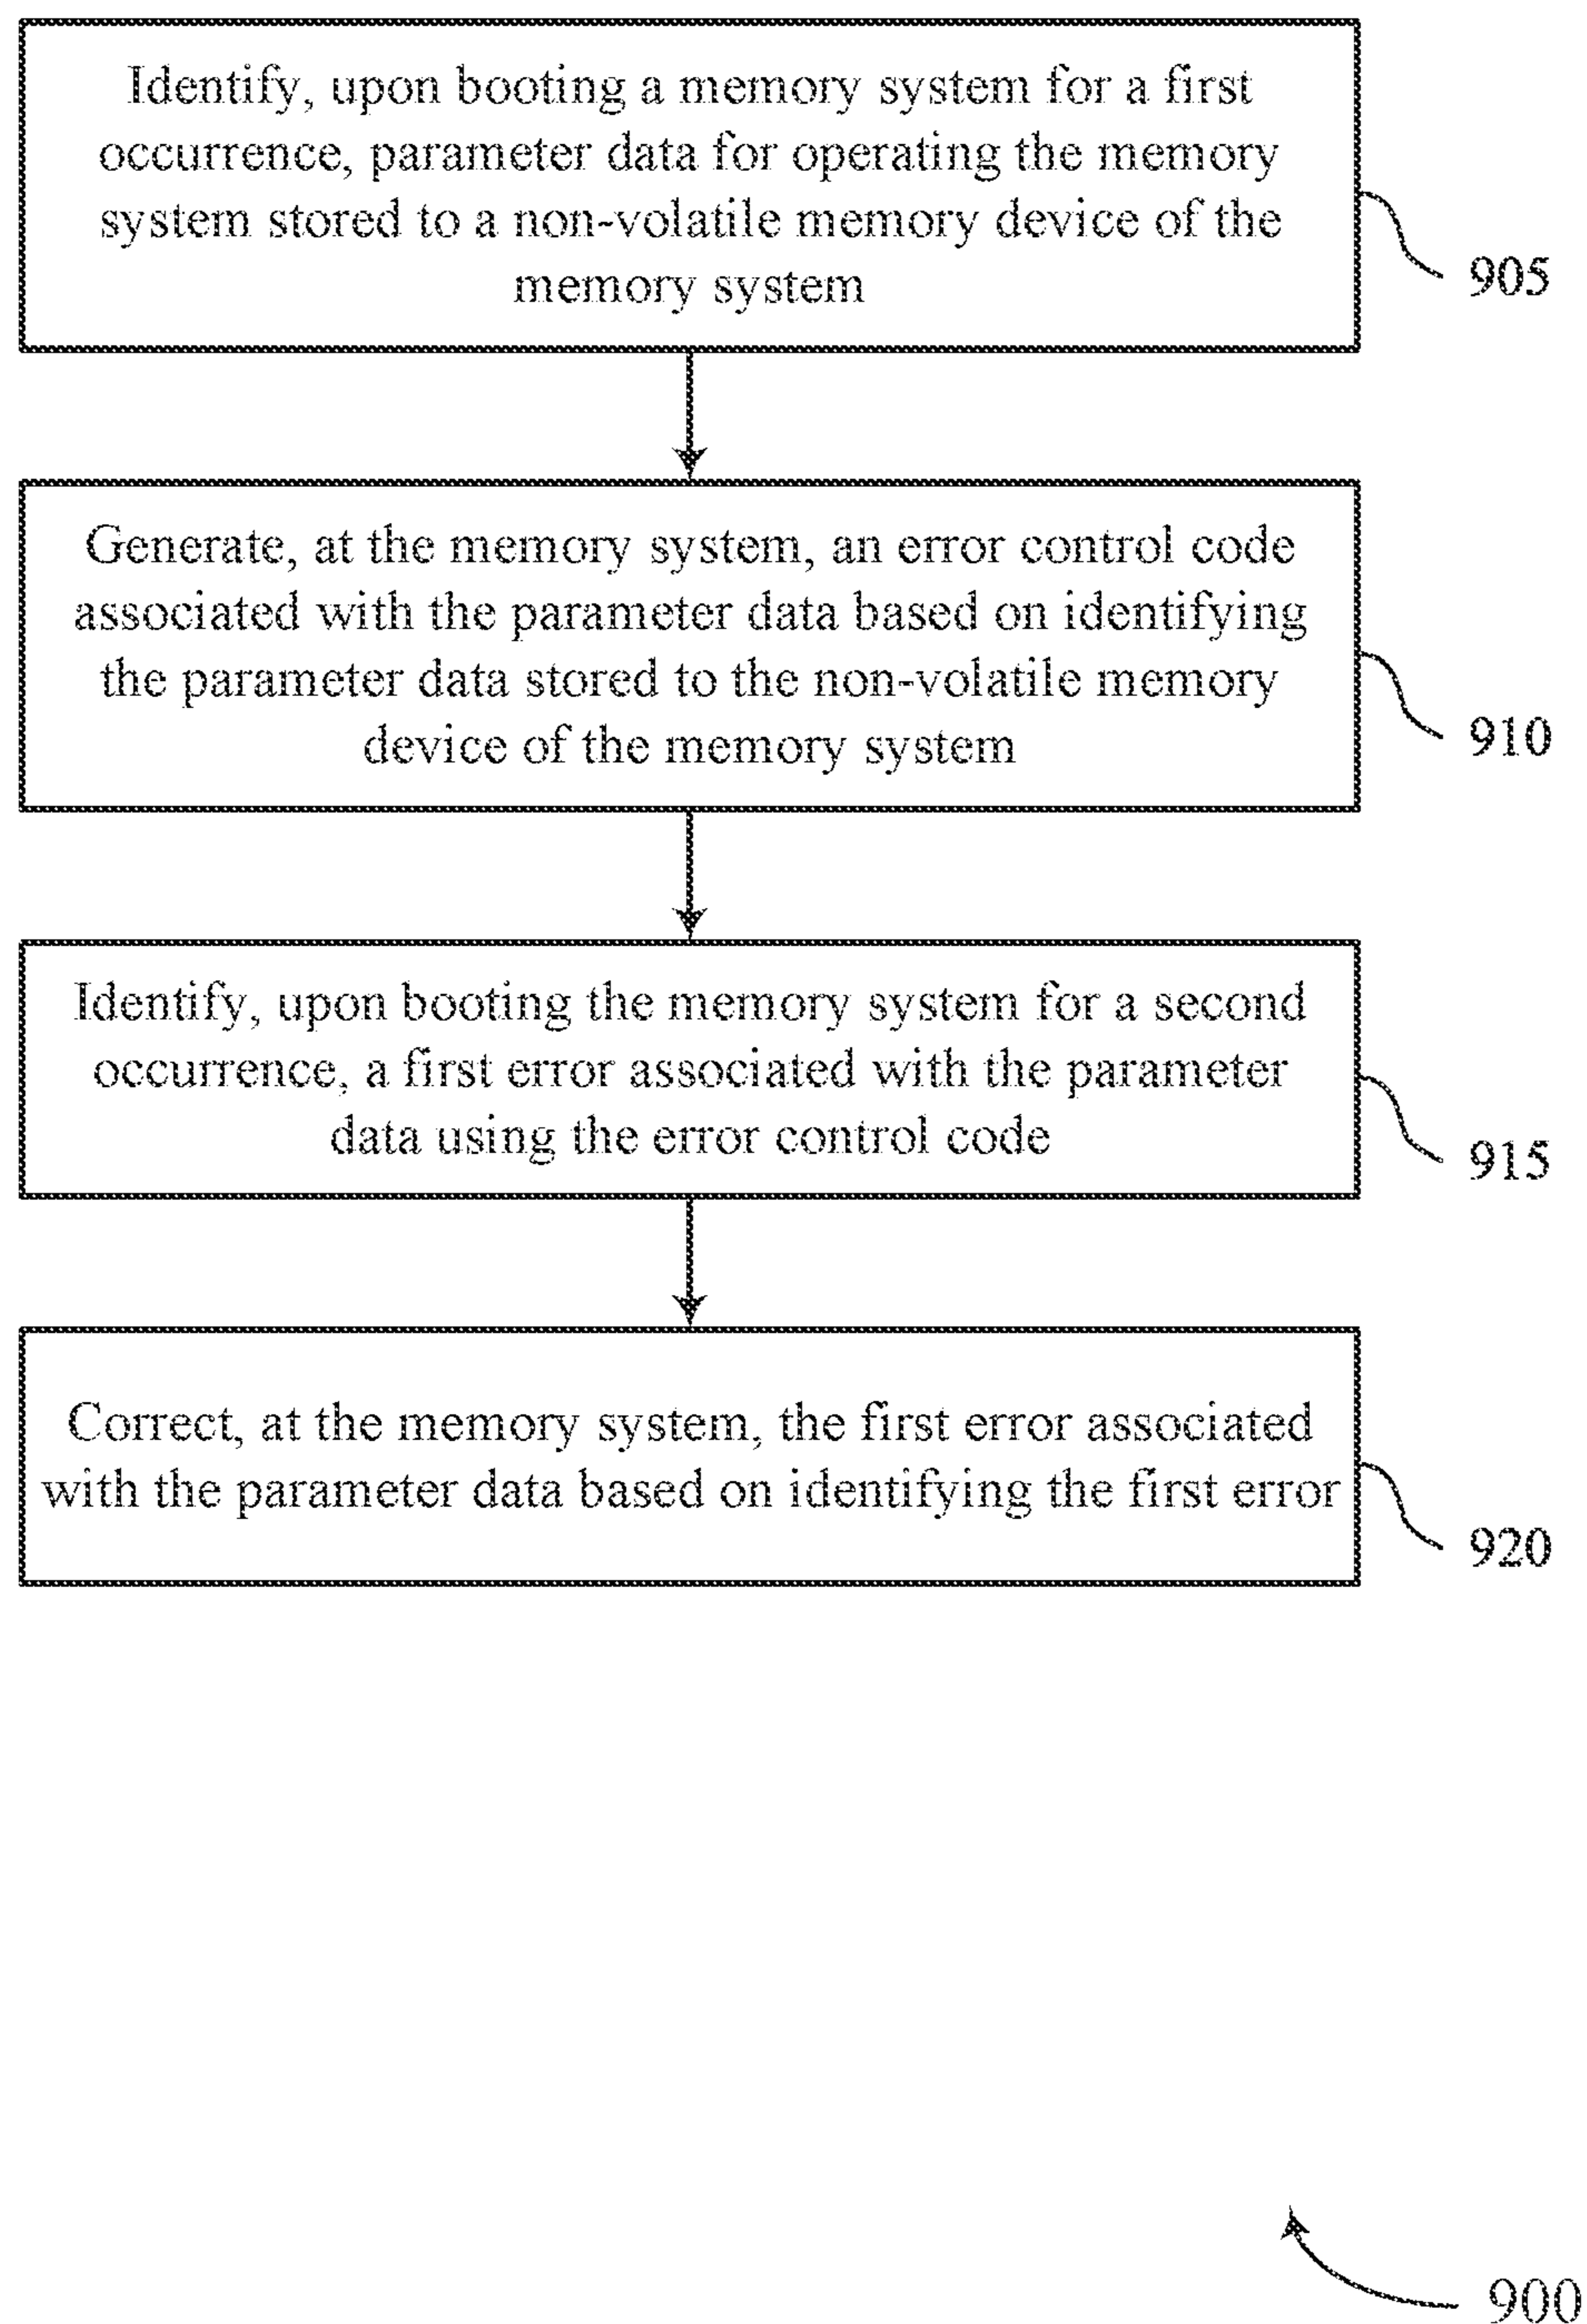 Identify, upon booting a memory system for a first
occurrence, parameter data for operating the memory
system stored to a non-volatile memory device of the
memory system
905
Generate, at the memory system, an error control code
associated with the parameter data based on identifying
the parameter data stored to the non-volatile memory
device of the memory system
910
Identify, upon booting the memory system for a second
occurrence, a first error associated with the parameter
data using the error control code
915
Correct, at the memory system, the first error associated
with the parameter data based on identifying the first error
920
900